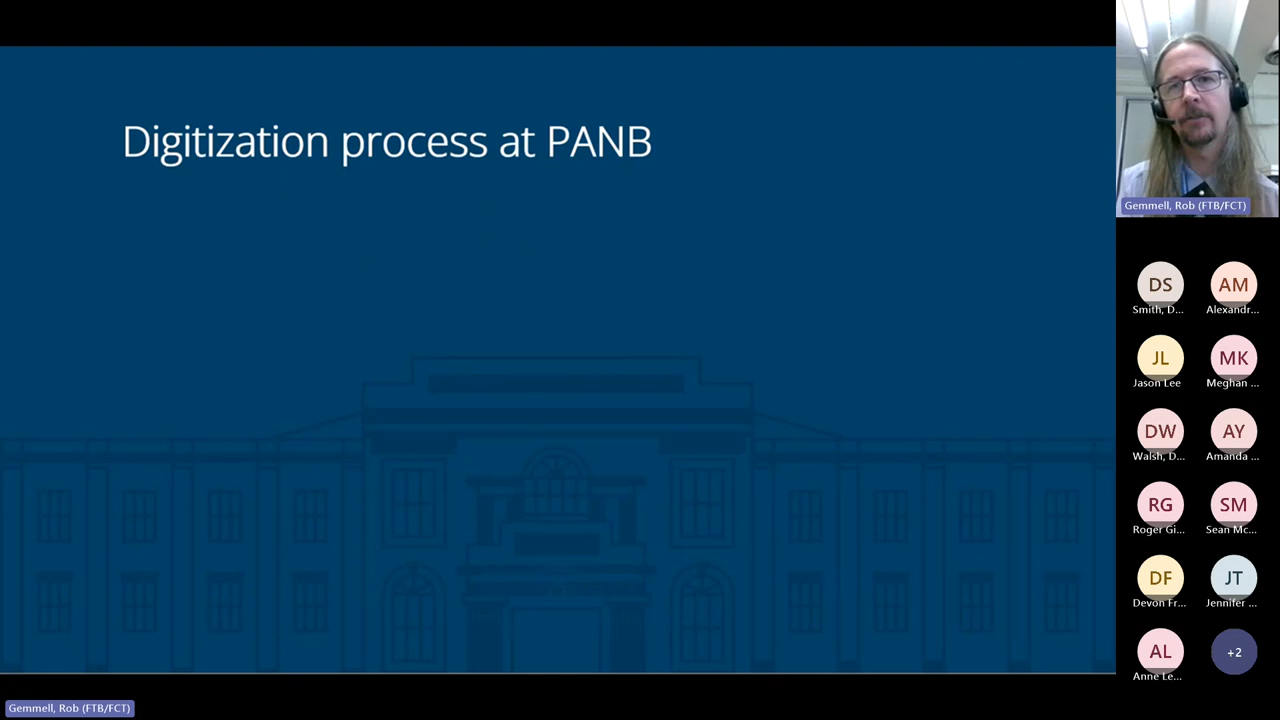 Digitization process at PANB
Gemmell, Rob (FTB/FCT)
DS
AM
Smith, D...
Alexandr...
JL
MK
Jason Lee
Meghan ...
DW
AY
Walsh, D...
Amanda ...
RG
SM
Roger Gi...
Sean Mc...
DF
JT
Devon Fr...
Jennifer ...
AL
+2
Anne Le...
Gemmell, Rob (FTB/FCT)